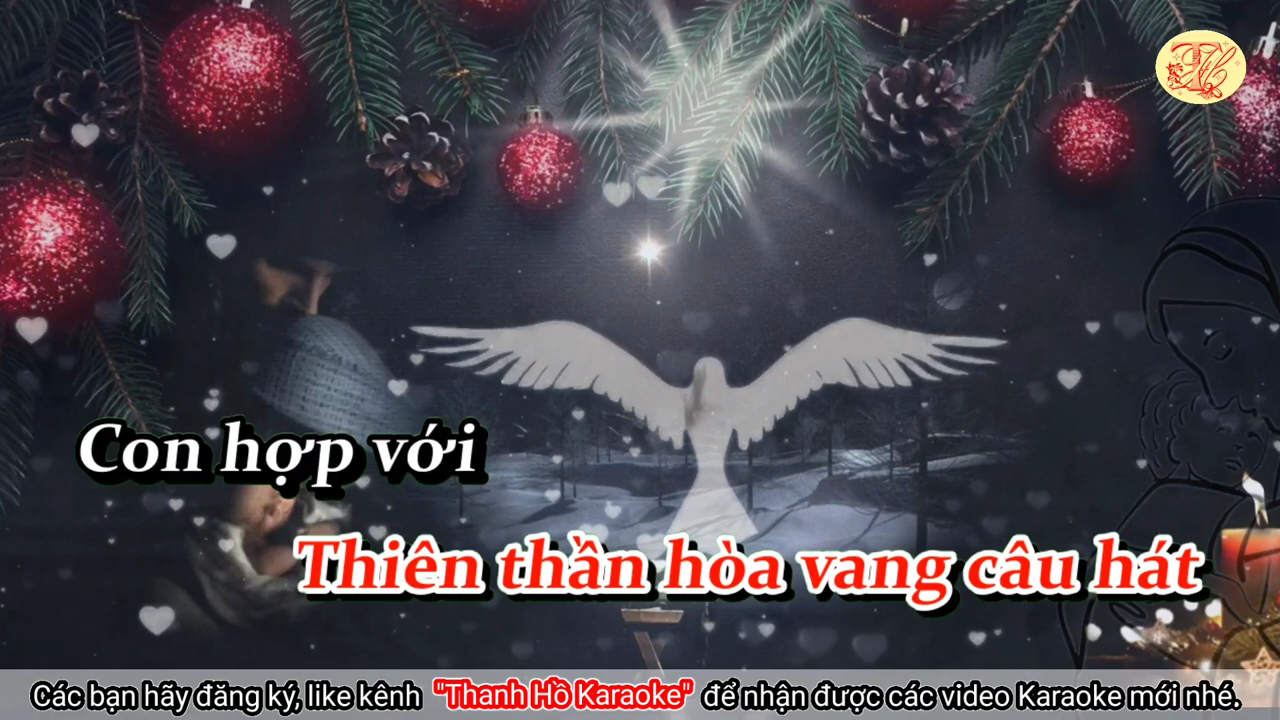 Con hợp với
Thiên thần hòa vang câu hát
Các bạn hãy đăng ký, like kênh "Thanh Hồ Karaoke" để nhận được các video Karaoke mới nhé.